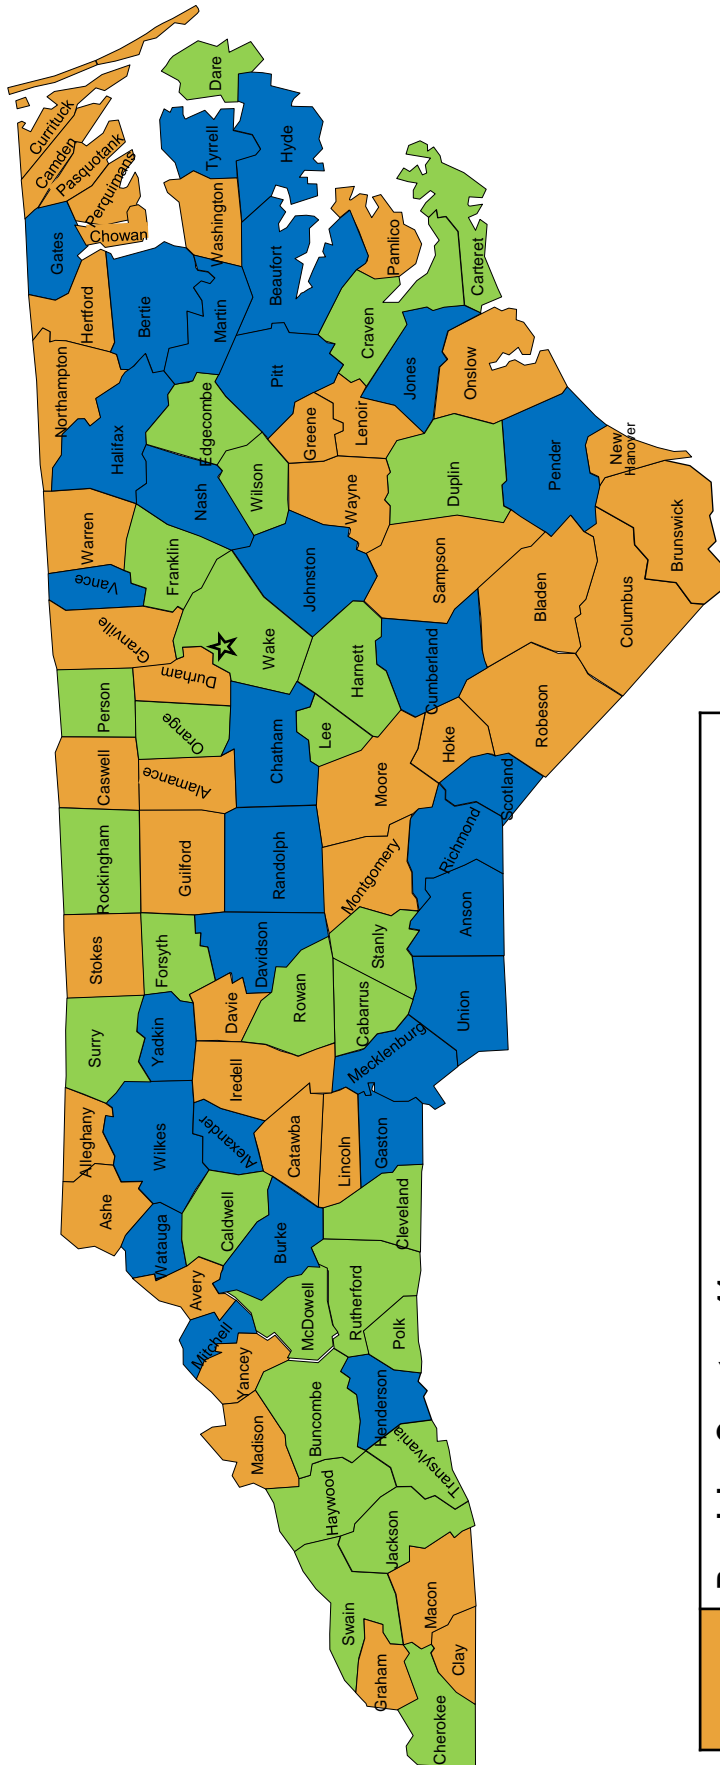 Cherokee
Graham
Clay
Macon
Swain
Jackson
Haywood
Transylvania
Madison
Buncombe
Henderson
Yancey
Mitchell
Polk
Rutherford
McDowell
Avery
Burke
Cleveland
Watauga
Caldwell
Ashe
Alleghany
Wilkes
Alexander
Catawba
Lincoln
Gaston
Iredell
Mecklenburg
Surry
Yadkin
Davie
Rowan
Cabarrus
Union
Stokes
Forsyth
Davidson
Stanly
Anson
Rockingham
Guilford
Randolph
Montgomery
Richmond
Caswell
Alamance
Chatham
Moore
Scotland
Hoke
Person
Orange
Durham
Lee
Robeson
Granville
Wake
Harnett
Cumberland
Vance
Warren
Franklin
Johnston
Sampson
Bladen
Columbus
Brunswick
Halifax
Nash
Wilson
Wayne
Duplin
Pender
New
Hanover
Northampton
Edgecombe
Greene
Lenoir
Jones
Onslow
Hertford
Bertie
Martin
Pitt
Craven
Carteret
Gates
Chowan
Washington
Beaufort
Pamlico
Perquimans
Pasquotank
Camden
Currituck
Tyrrell
Hyde
Dare